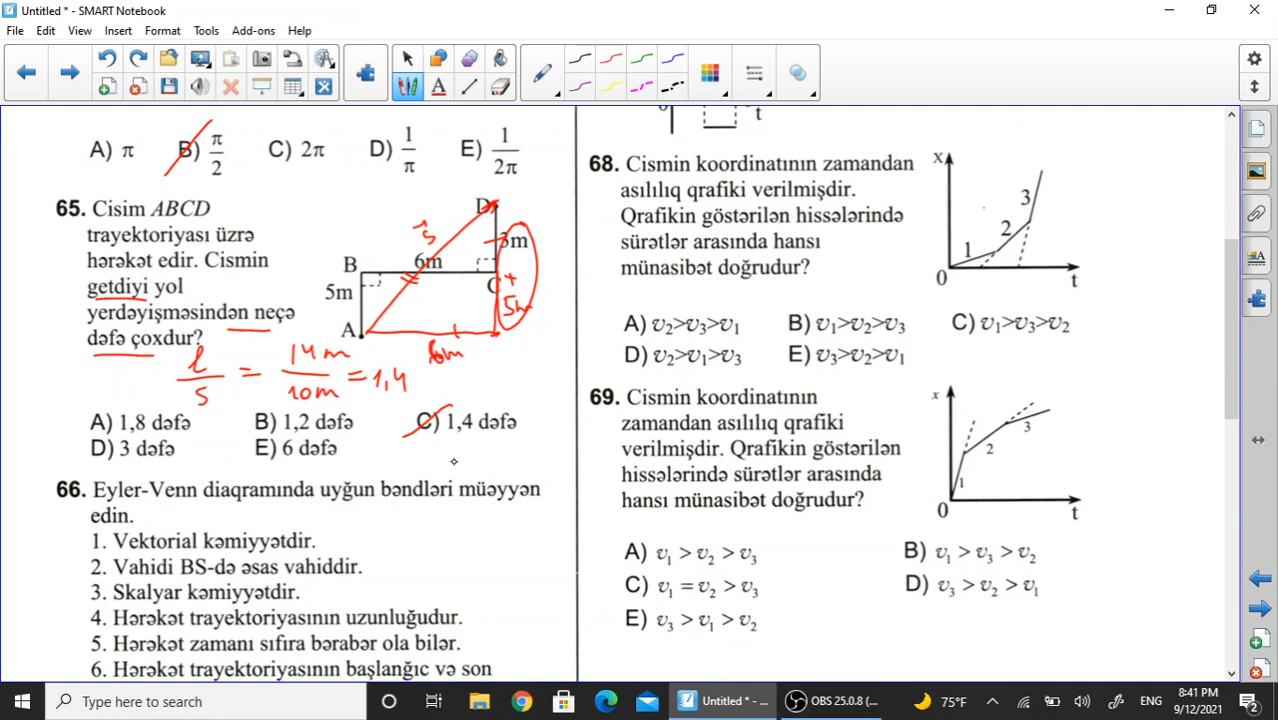 Untitled * - SMART Notebook
File Edit View Insert Format Tools Add-ons Help
A) π B) π/2 C) 2π D) 1/π E) 1/2π
65. Cisim ABCD
trayektoriyası üzrə
hərəkət edir. Cismin
getdiyi yol
yerdəyişməsindən neçə
dəfə çoxdur?
D
3m
6m
B
5m
C
A
s
+
5m
6m
l/s = 14m/10m = 1,4
A) 1,8 dəfə B) 1,2 dəfə C) 1,4 dəfə
D) 3 dəfə E) 6 dəfə
66. Eyler-Venn diaqramında uyğun bəndləri müəyyən
edin.
1. Vektorial kəmiyyətdir.
2. Vahidi BS-də əsas vahiddir.
3. Skalyar kəmiyyətdir.
4. Hərəkət trayektoriyasının uzunluğudur.
5. Hərəkət zamanı sıfıra bərabər ola bilər.
6. Hərəkət trayektoriyasının başlanğıc və son
t
68. Cismin koordinatının zamandan
asılılıq qrafiki verilmişdir.
Qrafikin göstərilən hissələrində
sürətlər arasında hansı
münasibət doğrudur?
x
3
2
1
0
t
A) υ₂>υ₃>υ₁ B) υ₁>υ₂>υ₃ C) υ₁>υ₃>υ₂
D) υ₂>υ₁>υ₃ E) υ₃>υ₂>υ₁
69. Cismin koordinatının
zamandan asılılıq qrafiki
verilmişdir. Qrafikin göstərilən
hissələrində sürətlər arasında
hansı münasibət doğrudur?
x
3
2
1
0
t
A) υ₁ > υ₂ > υ₃ B) υ₁ > υ₃ > υ₂
C) υ₁ = υ₂ > υ₃ D) υ₃ > υ₂ > υ₁
E) υ₃ > υ₁ > υ₂
Type here to search
Untitled * - ...
OBS 25.0.8 (...
75°F
ENG
8:41 PM
9/12/2021
2